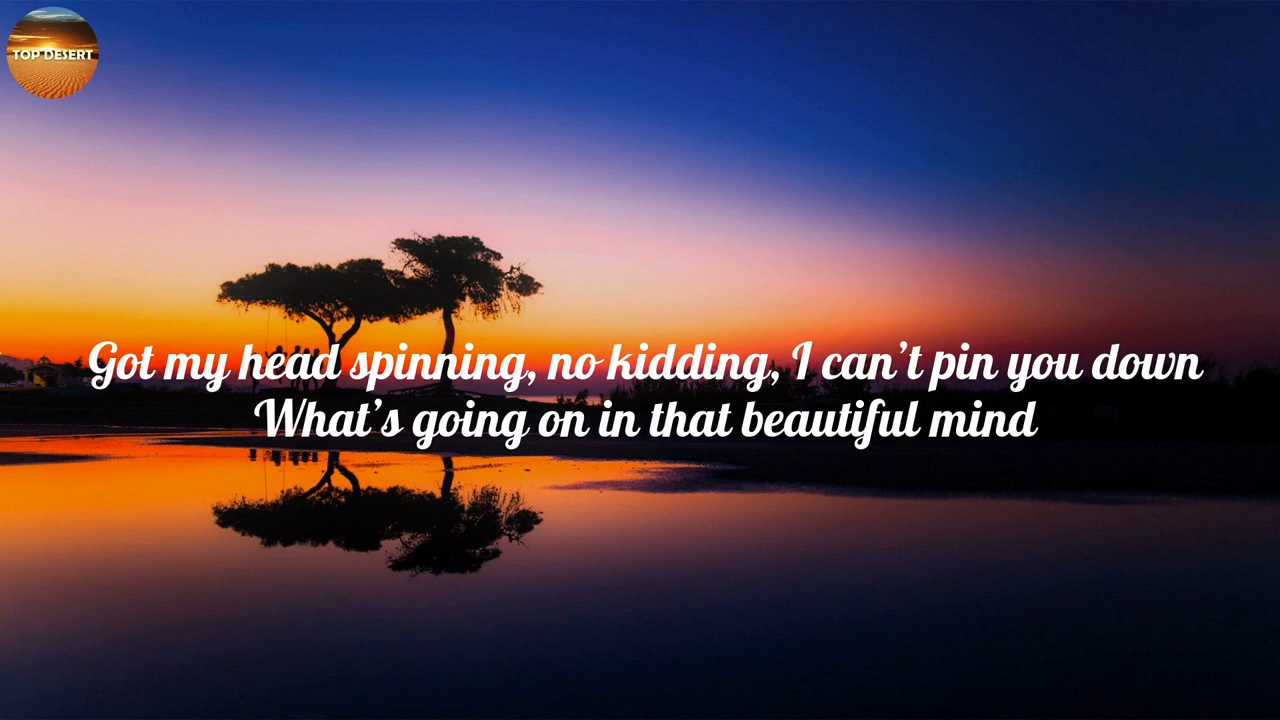 TOP DESERT
Got my head spinning, no kidding, I can’t pin you down
What’s going on in that beautiful mind